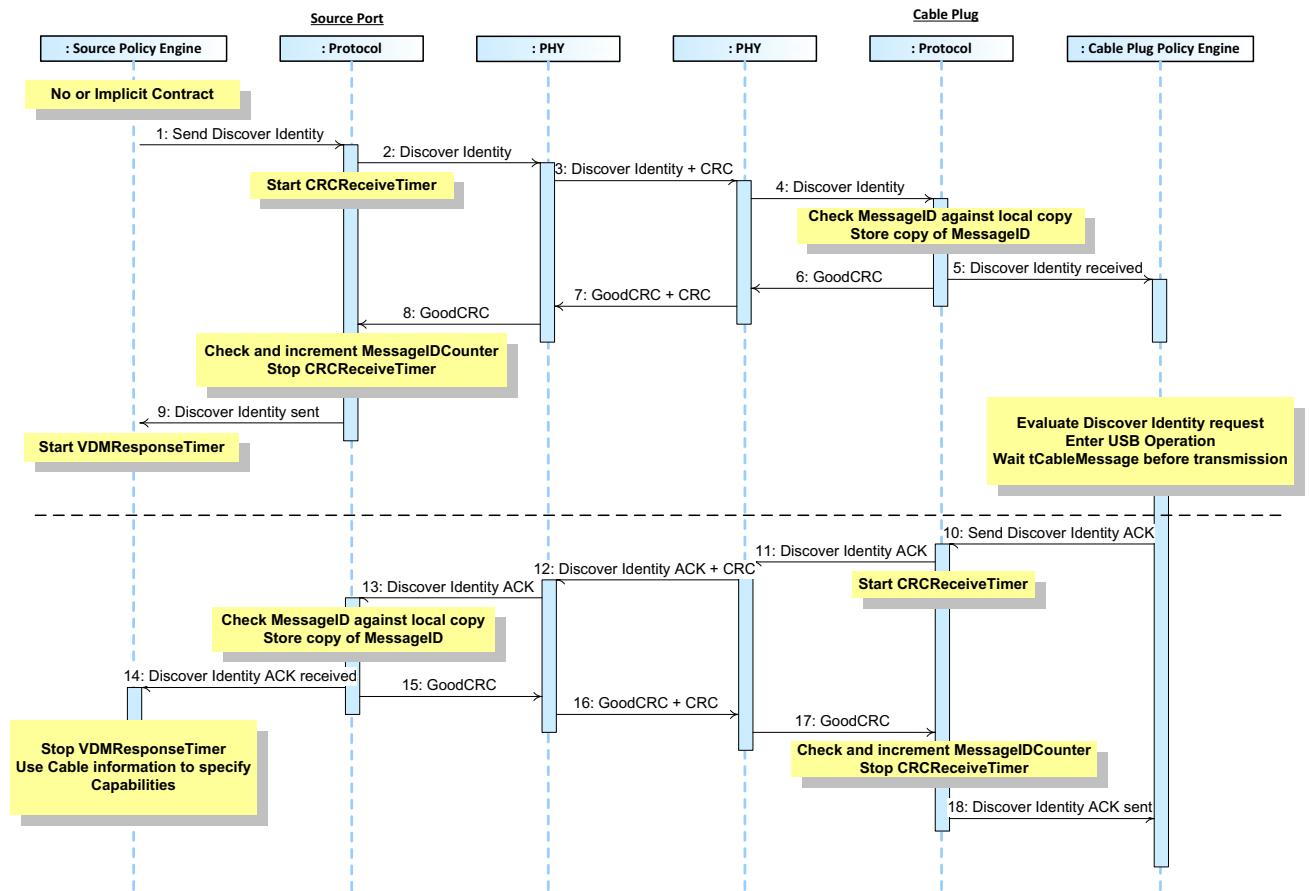 Source Port
Cable Plug
: Source Policy Engine
: Protocol
: PHY
: PHY
: Protocol
: Cable Plug Policy Engine
No or Implicit Contract
1: Send Discover Identity
2: Discover Identity
3: Discover Identity + CRC
Start CRCReceiveTimer
4: Discover Identity
Check MessageID against local copy
Store copy of MessageID
5: Discover Identity received
6: GoodCRC
7: GoodCRC + CRC
8: GoodCRC
Check and increment MessageIDCounter
Stop CRCReceiveTimer
9: Discover Identity sent
Start VDMResponseTimer
Evaluate Discover Identity request
Enter USB Operation
Wait tCableMessage before transmission
10: Send Discover Identity ACK
11: Discover Identity ACK
12: Discover Identity ACK + CRC
Start CRCReceiveTimer
13: Discover Identity ACK
Check MessageID against local copy
Store copy of MessageID
14: Discover Identity ACK received
15: GoodCRC
16: GoodCRC + CRC
17: GoodCRC
Stop VDMResponseTimer
Use Cable information to specify
Capabilities
Check and increment MessageIDCounter
Stop CRCReceiveTimer
18: Discover Identity ACK sent